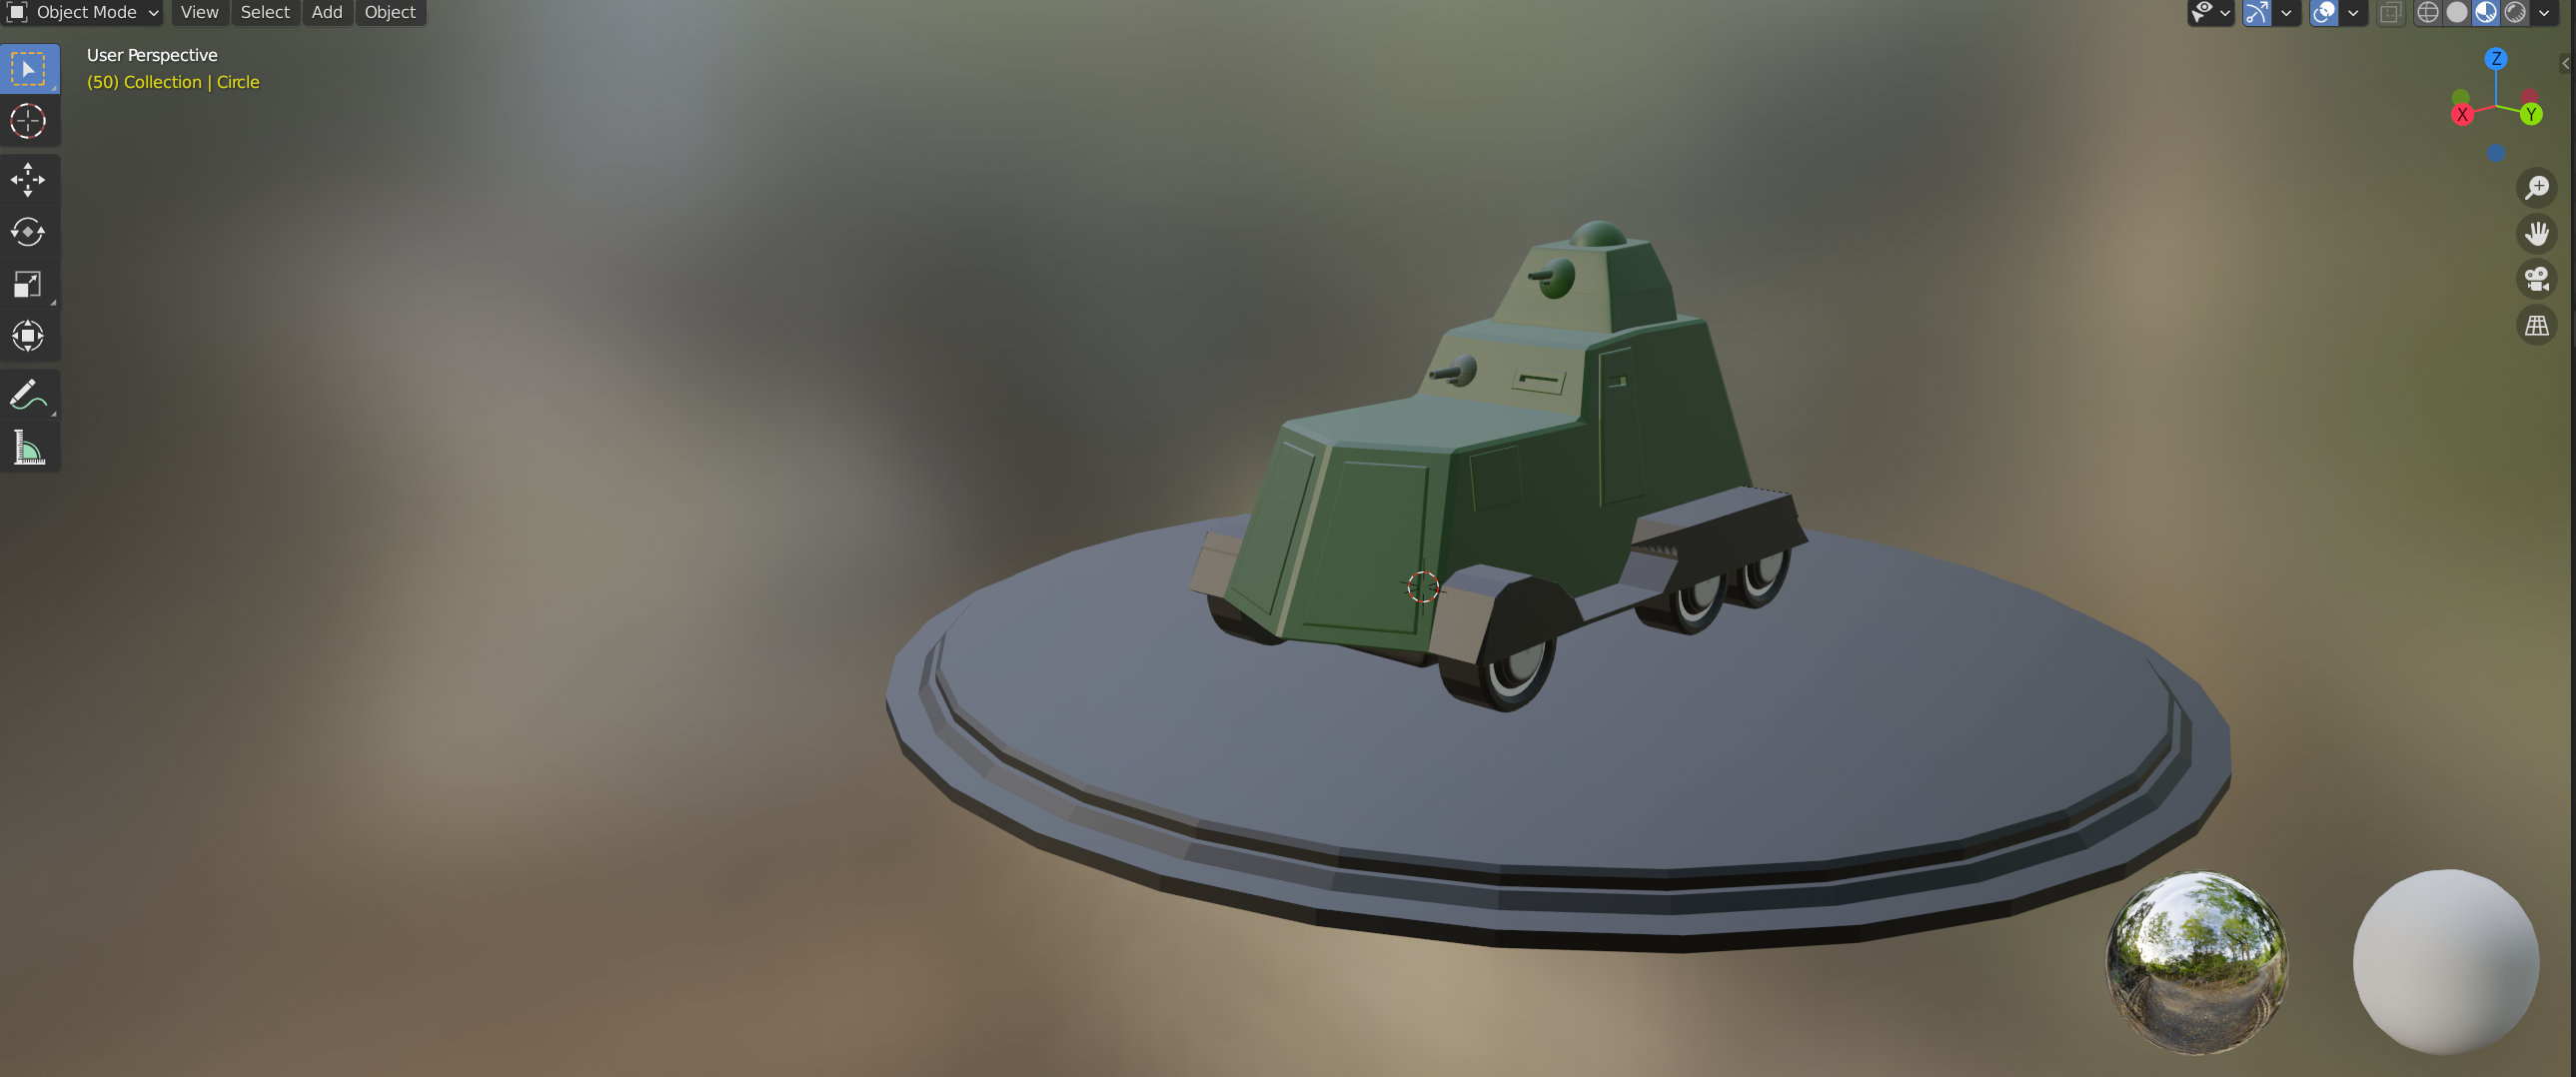 Object Mode View Select Add Object
User Perspective
(50) Collection | Circle
Z
X Y